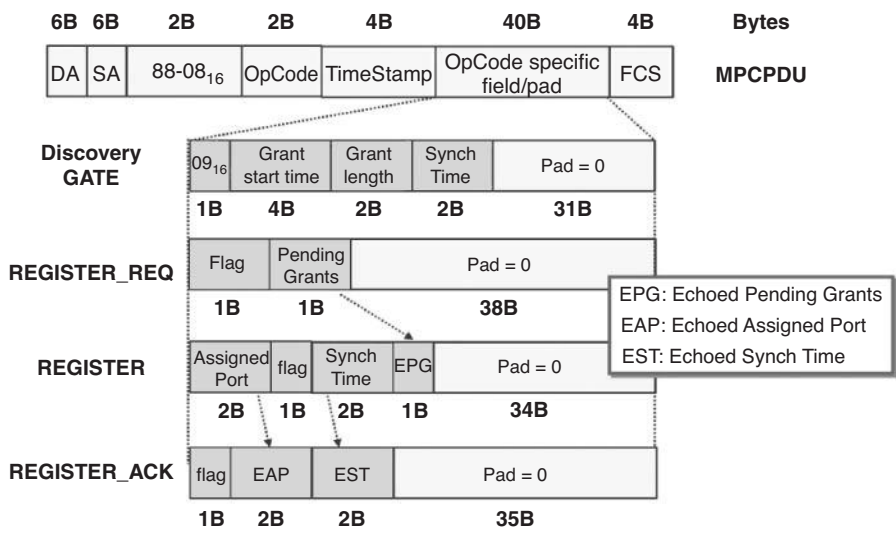 6B 6B 2B 2B 4B 40B 4B Bytes
DA SA 88-08₁₆ OpCode TimeStamp OpCode specific field/pad FCS MPCPDU
Discovery GATE
09₁₆ Grant start time Grant length Synch Time Pad = 0
1B 4B 2B 2B 31B
REGISTER_REQ
Flag Pending Grants Pad = 0
1B 1B 38B
EPG: Echoed Pending Grants
EAP: Echoed Assigned Port
EST: Echoed Synch Time
REGISTER
Assigned Port flag Synch Time EPG Pad = 0
2B 1B 2B 1B 34B
REGISTER_ACK
flag EAP EST Pad = 0
1B 2B 2B 35B